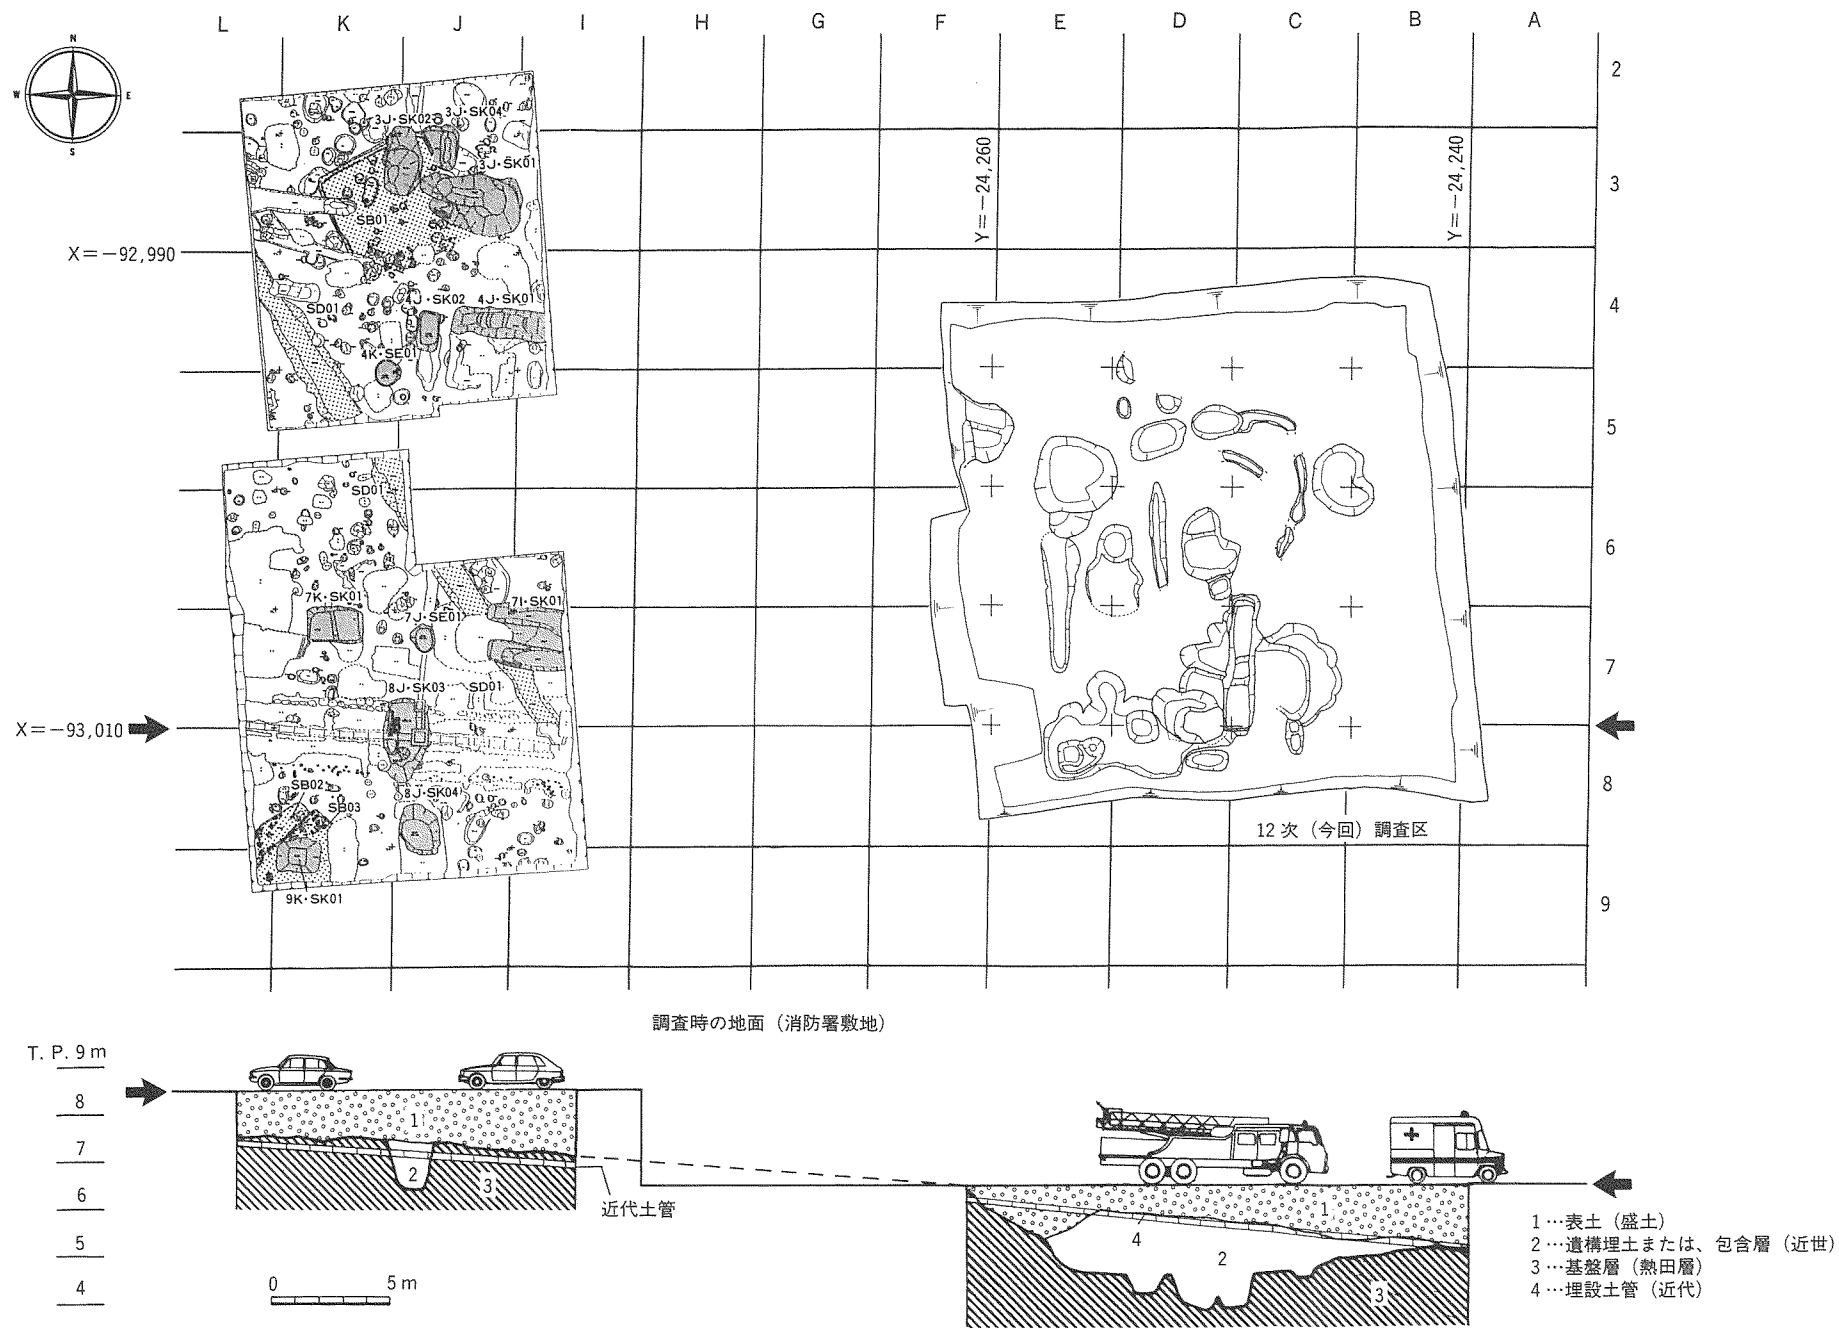 L K J I H G F E D C B A
N
W E
S
2
3
4
5
6
7
8
9
Y=−24,260
Y=−24,240
X=−92,990
X=−93,010
3J・SK02
3J・SK04
3J・SK01
SB01
SD01
4J・SK02
4J・SK01
4K・SE01
SD01
7K・SK01
7J・SE01
7I・SK01
8J・SK03
SD01
SB02
SB03
8J・SK04
9K・SK01
12次（今回）調査区
調査時の地面（消防署敷地）
T. P. 9m
8
7
6
5
4
1
2
3
近代土管
1
4
2
3
0 5m
1…表土（盛土）
2…遺構埋土または、包含層（近世）
3…基盤層（熱田層）
4…埋設土管（近代）